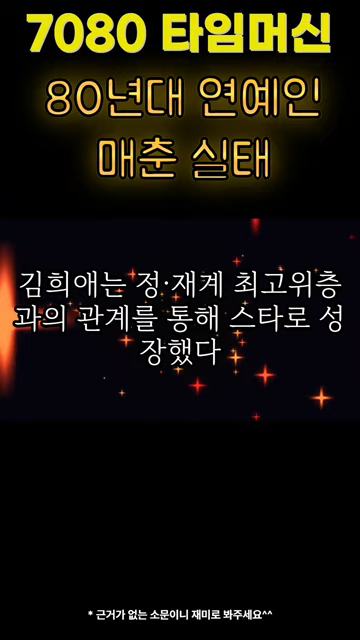 7080 타임머신
80년대 연예인
매춘 실태
김희애는 정·재계 최고위층
과의 관계를 통해 스타로 성
장했다
* 근거가 없는 소문이니 재미로 봐주세요^^